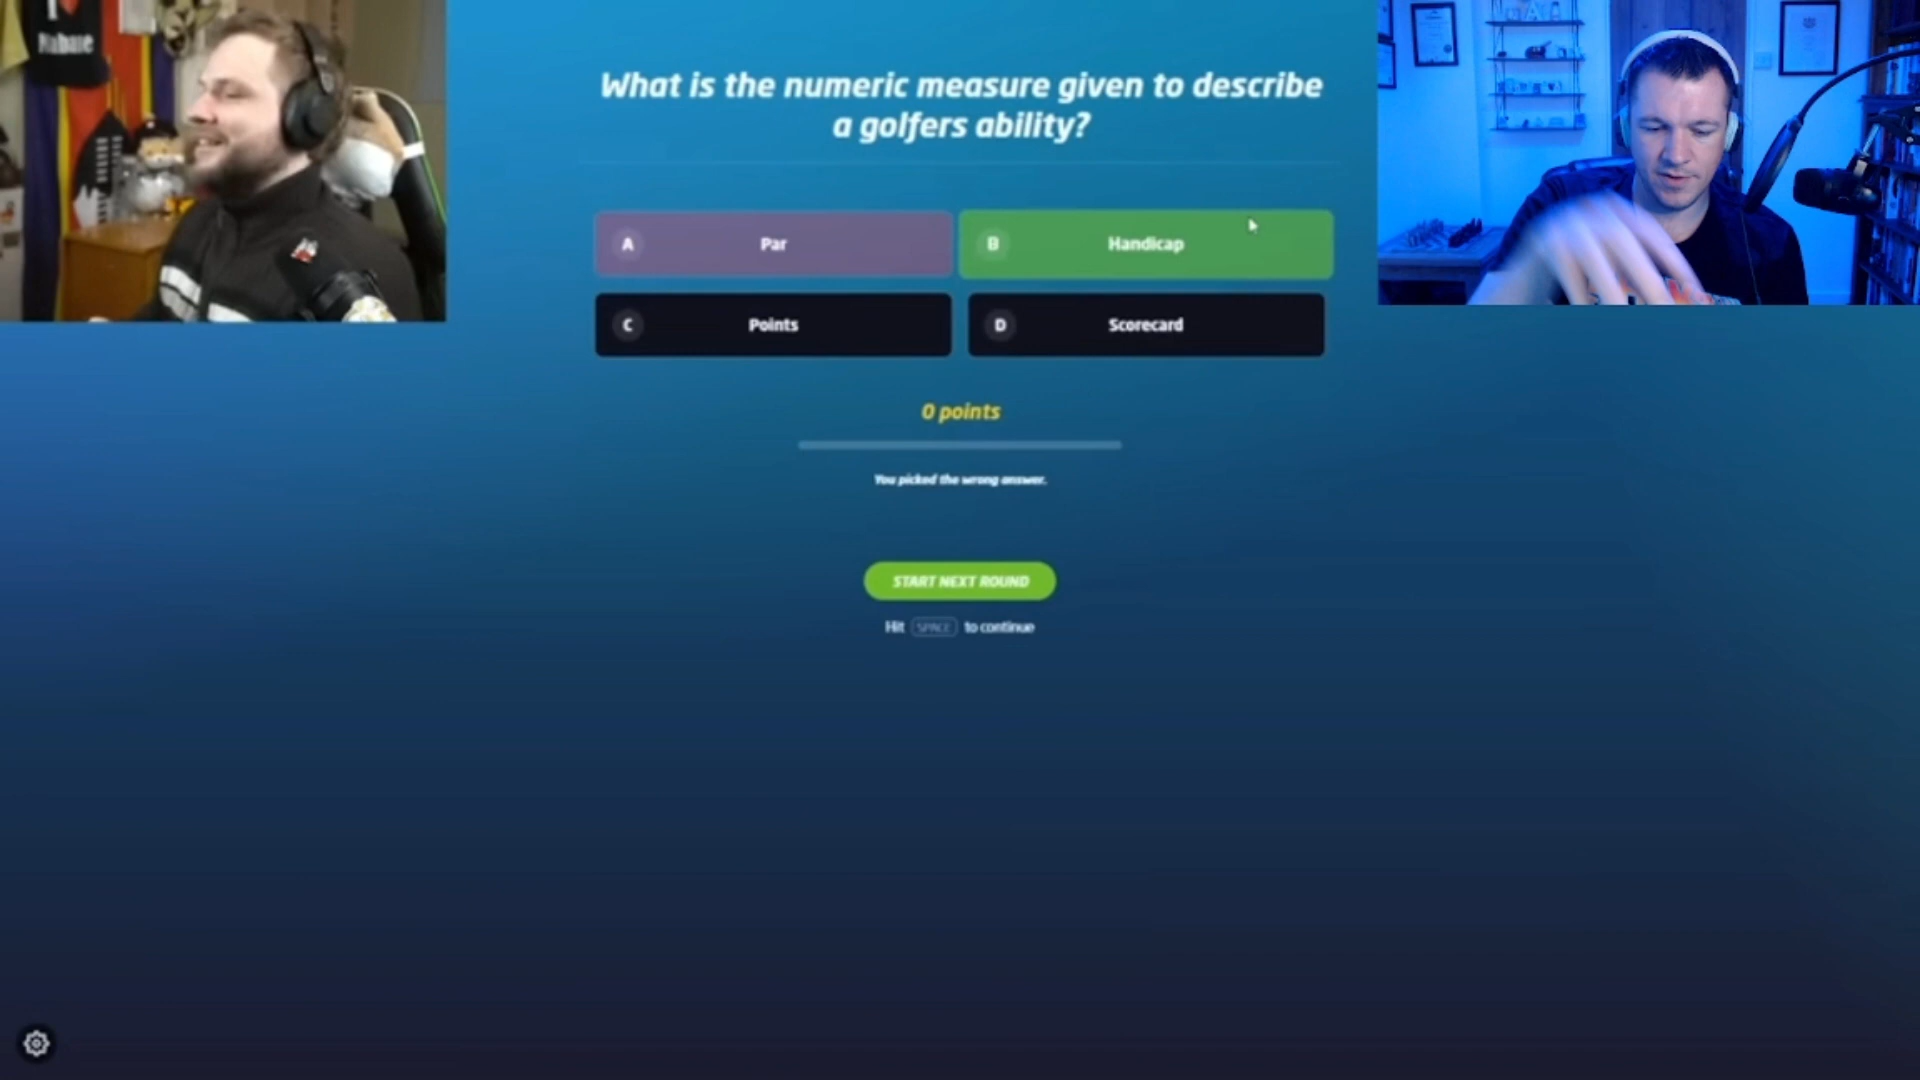 I
Nubane
What is the numeric measure given to describe
a golfers ability?
A Par
B Handicap
C Points
D Scorecard
0 points
You picked the wrong answer.
START NEXT ROUND
Hit SPACE to continue